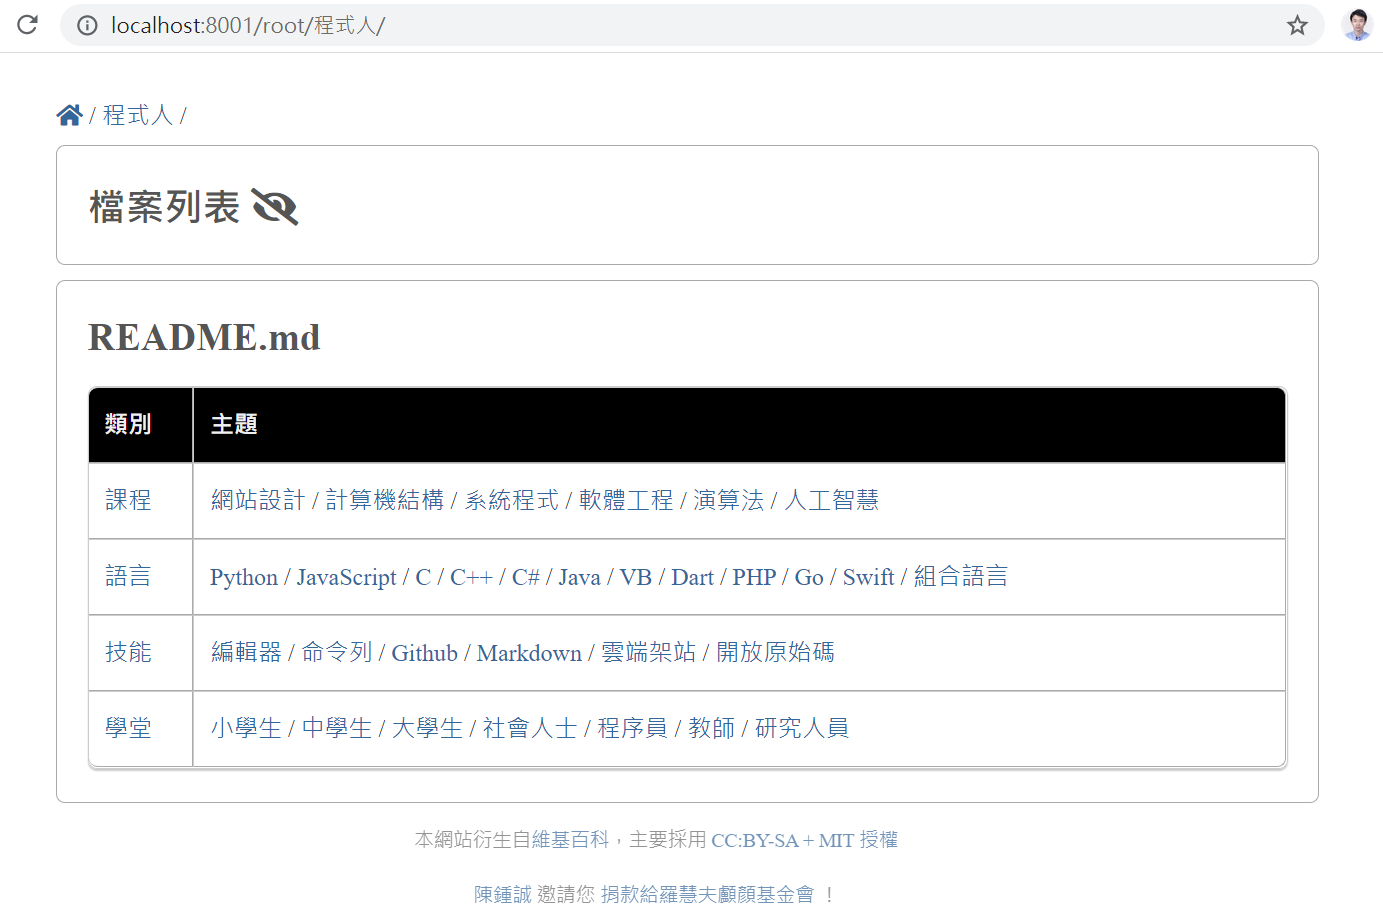 localhost:8001/root/程式人/
/ 程式人 /
檔案列表
README.md
類別 主題
課程 網站設計 / 計算機結構 / 系統程式 / 軟體工程 / 演算法 / 人工智慧
語言 Python / JavaScript / C / C++ / C# / Java / VB / Dart / PHP / Go / Swift / 組合語言
技能 編輯器 / 命令列 / Github / Markdown / 雲端架站 / 開放原始碼
學堂 小學生 / 中學生 / 大學生 / 社會人士 / 程序員 / 教師 / 研究人員
本網站衍生自維基百科，主要採用 CC:BY-SA + MIT 授權
陳鍾誠 邀請您 捐款給羅慧夫顱顏基金會 ！